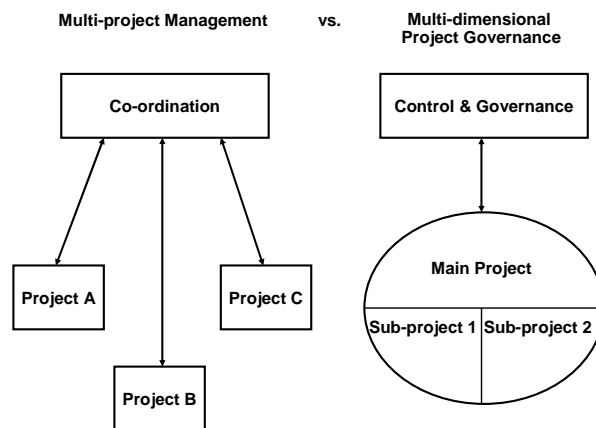 Multi-project Management vs. Multi-dimensional
Project Governance
Co-ordination
Control & Governance
Project A
Project C
Project B
Main Project
Sub-project 1 Sub-project 2